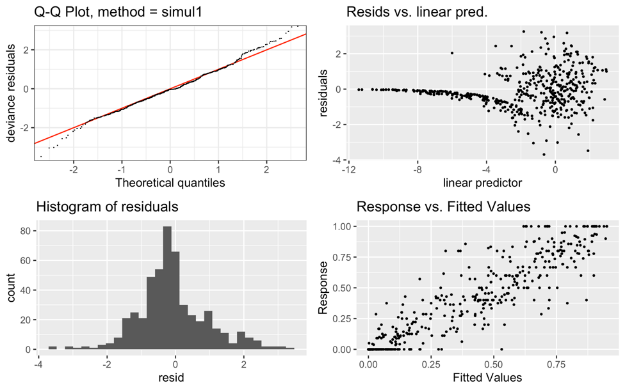 Q-Q Plot, method = simul1
deviance residuals
2
0
-2
-2
-1
0
1
2
Theoretical quantiles
Resids vs. linear pred.
residuals
2
0
-2
-4
-12
-8
-4
0
linear predictor
Histogram of residuals
count
80
60
40
20
0
-4
-2
0
2
resid
Response vs. Fitted Values
Response
1.00
0.75
0.50
0.25
0.00
0.00
0.25
0.50
0.75
Fitted Values